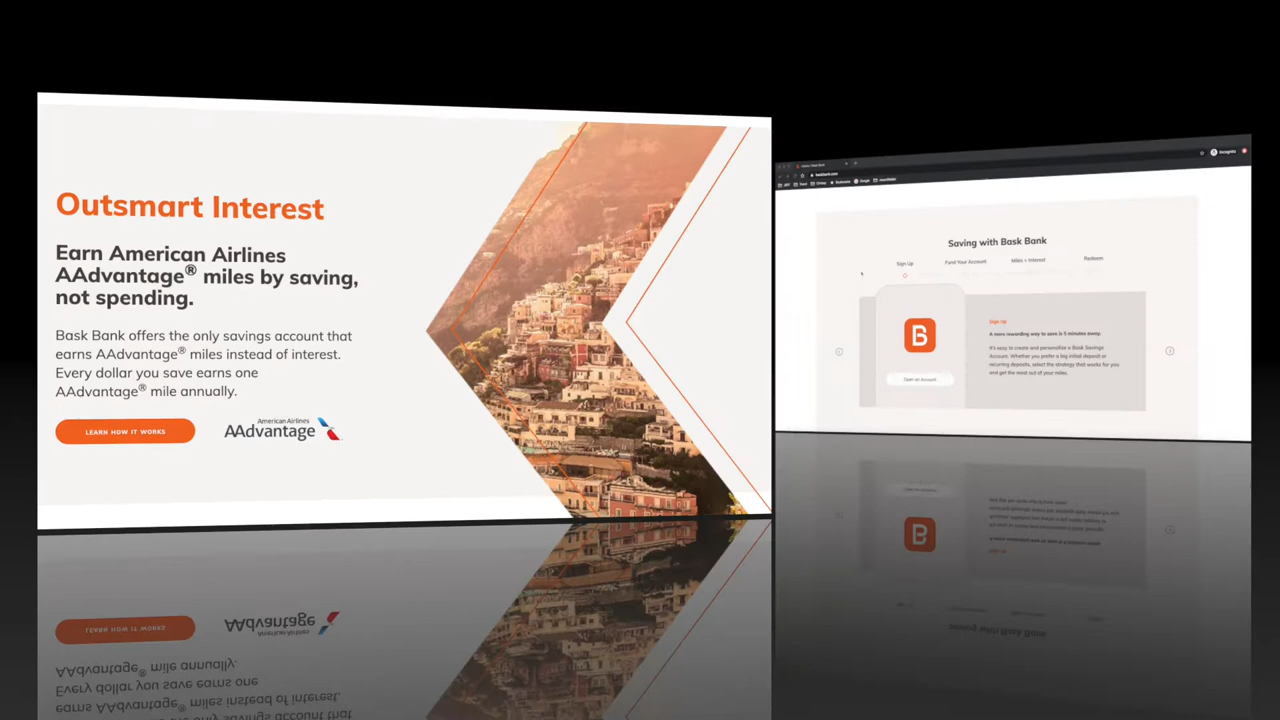 Outsmart Interest
Earn American Airlines
AAdvantage® miles by saving,
not spending.
Bask Bank offers the only savings account that
earns AAdvantage® miles instead of interest.
Every dollar you save earns one
AAdvantage® mile annually.
LEARN HOW IT WORKS
American Airlines
AAdvantage
Incognito
baskbank.com
Saving with Bask Bank
Sign Up
Fund Your Account
Miles > Interest
Redeem
B
Open an Account
Sign Up
A more rewarding way to save is 5 minutes away.
It's easy to create and personalize a Bask Savings
Account. Whether you prefer a big initial deposit or
recurring deposits, select the strategy that works for you
and get the most out of your miles.